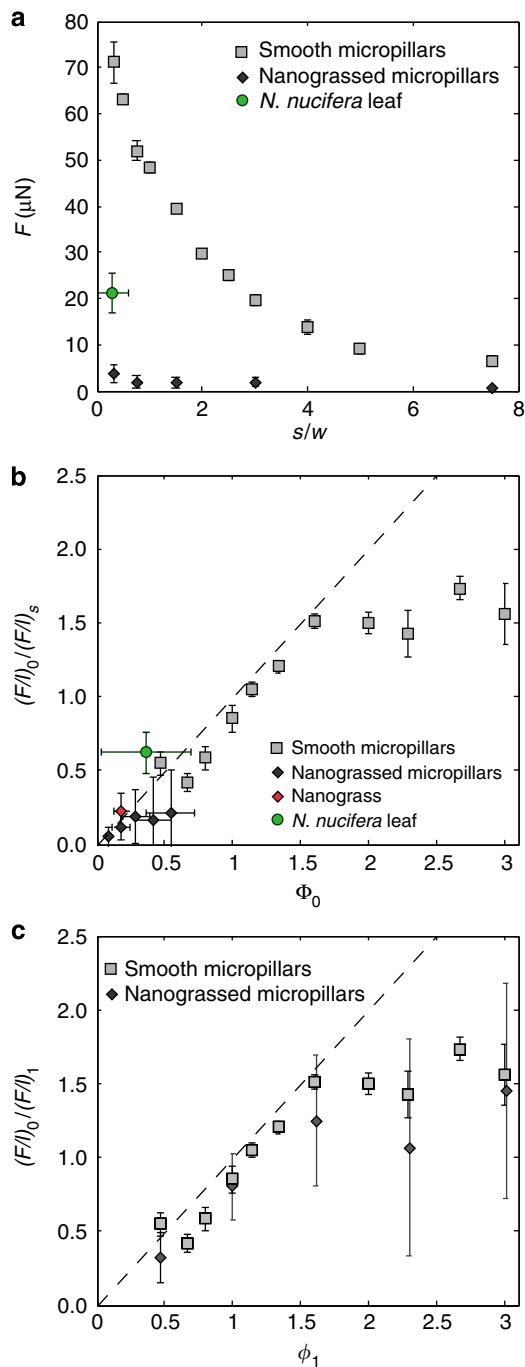 a
80
70
60
50
40
30
20
10
0
F (μN)
Smooth micropillars
Nanograssed micropillars
N. nucifera leaf
0 2 4 6 8
s/w
b
2.5
2.0
1.5
1.0
0.5
0.0
(F/l)0/(F/l)s
Smooth micropillars
Nanograssed micropillars
Nanograss
N. nucifera leaf
0 0.5 1 1.5 2 2.5 3
Φ0
c
2.5
2.0
1.5
1.0
0.5
0.0
(F/l)0/(F/l)1
Smooth micropillars
Nanograssed micropillars
0 0.5 1 1.5 2 2.5 3
ϕ1